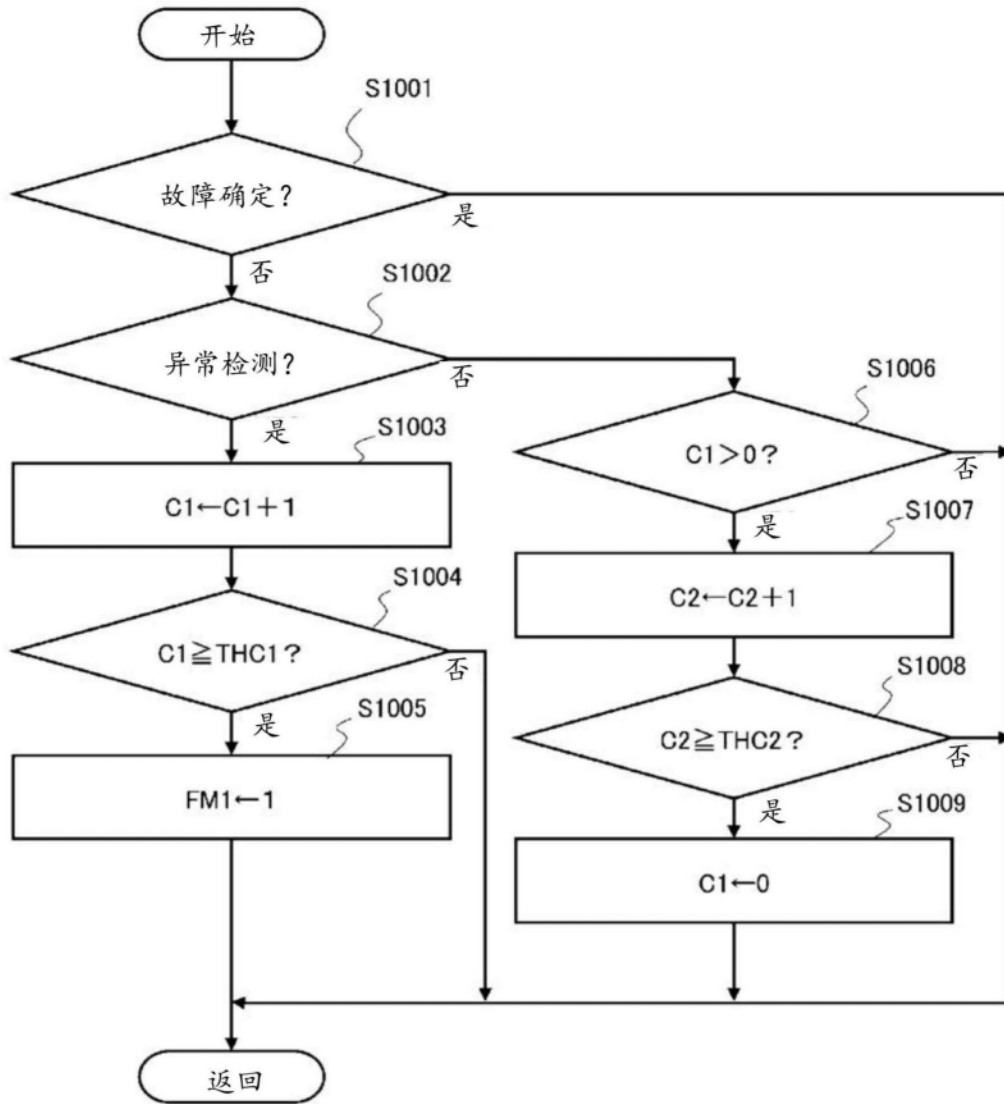 开始
S1001
故障确定?
是
否
S1002
异常检测?
否
是
S1003
C1←C1+1
S1004
C1≧THC1?
否
是
S1005
FM1←1
S1006
C1>0?
否
是
S1007
C2←C2+1
S1008
C2≧THC2?
否
是
S1009
C1←0
返回